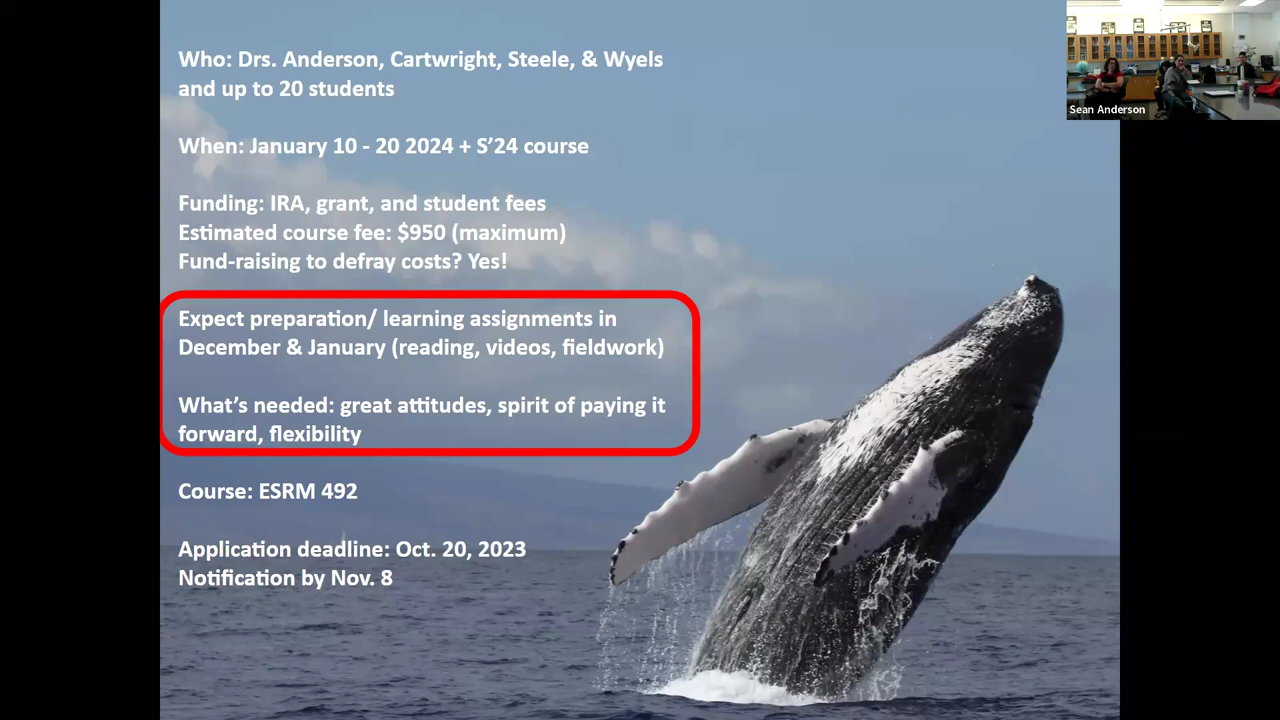 Who: Drs. Anderson, Cartwright, Steele, & Wyels
and up to 20 students
When: January 10 - 20 2024 + S’24 course
Funding: IRA, grant, and student fees
Estimated course fee: $950 (maximum)
Fund-raising to defray costs? Yes!
Expect preparation/ learning assignments in
December & January (reading, videos, fieldwork)
What’s needed: great attitudes, spirit of paying it
forward, flexibility
Course: ESRM 492
Application deadline: Oct. 20, 2023
Notification by Nov. 8
Sean Anderson